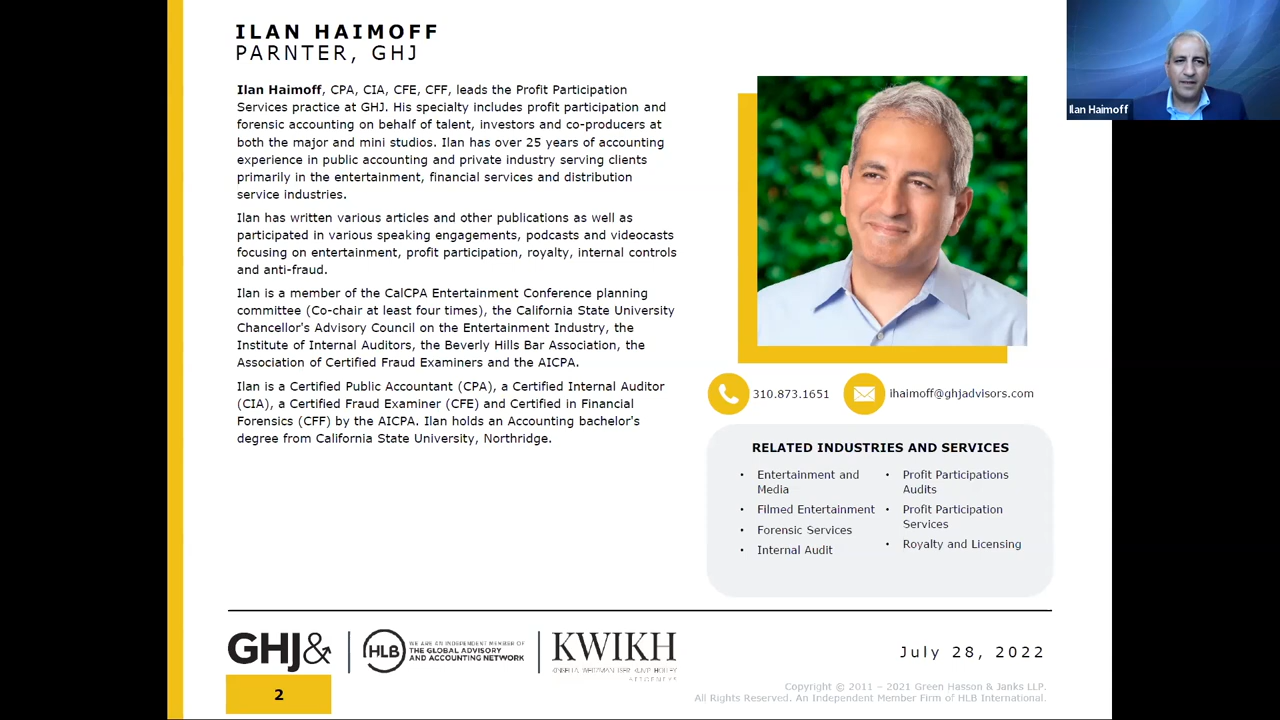 ILAN HAIMOFF
PARNTER, GHJ
Ilan Haimoff, CPA, CIA, CFE, CFF, leads the Profit Participation
Services practice at GHJ. His specialty includes profit participation and
forensic accounting on behalf of talent, investors and co-producers at
both the major and mini studios. Ilan has over 25 years of accounting
experience in public accounting and private industry serving clients
primarily in the entertainment, financial services and distribution
service industries.
Ilan has written various articles and other publications as well as
participated in various speaking engagements, podcasts and videocasts
focusing on entertainment, profit participation, royalty, internal controls
and anti-fraud.
Ilan is a member of the CalCPA Entertainment Conference planning
committee (Co-chair at least four times), the California State University
Chancellor's Advisory Council on the Entertainment Industry, the
Institute of Internal Auditors, the Beverly Hills Bar Association, the
Association of Certified Fraud Examiners and the AICPA.
Ilan is a Certified Public Accountant (CPA), a Certified Internal Auditor
(CIA), a Certified Fraud Examiner (CFE) and Certified in Financial
Forensics (CFF) by the AICPA. Ilan holds an Accounting bachelor's
degree from California State University, Northridge.
Ilan Haimoff
310.873.1651
ihaimoff@ghjadvisors.com
RELATED INDUSTRIES AND SERVICES
• Entertainment and
Media
• Filmed Entertainment
• Forensic Services
• Internal Audit
• Profit Participations
Audits
• Profit Participation
Services
• Royalty and Licensing
GHJ&
HLB
WE ARE AN INDEPENDENT MEMBER OF
THE GLOBAL ADVISORY
AND ACCOUNTING NETWORK
KWIKH
ATTORNEYS
July 28, 2022
2
Copyright © 2011 – 2021 Green Hasson & Janks LLP.
All Rights Reserved. An Independent Member Firm of HLB International.